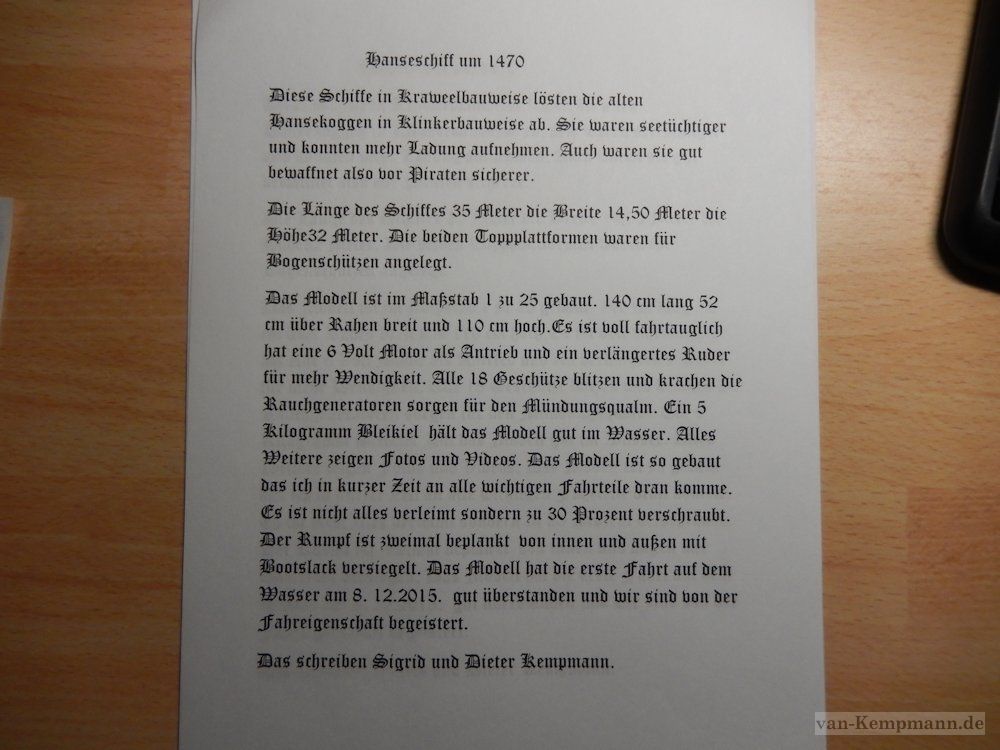 Hanseschiff um 1470
Diese Schiffe in Kraweelbauweise lösten die alten
Hansekoggen in Klinkerbauweise ab. Sie waren seetüchtiger
und konnten mehr Ladung aufnehmen. Auch waren sie gut
bewaffnet also vor Piraten sicherer.
Die Länge des Schiffes 35 Meter die Breite 14,50 Meter die
Höhe32 Meter. Die beiden Toppplattformen waren für
Bogenschützen angelegt.
Das Modell ist im Maßstab 1 zu 25 gebaut. 140 cm lang 52
cm über Rahen breit und 110 cm hoch.Es ist voll fahrtauglich
hat eine 6 Volt Motor als Antrieb und ein verlängertes Ruder
für mehr Wendigkeit. Alle 18 Geschütze blitzen und krachen die
Rauchgeneratoren sorgen für den Mündungsqualm. Ein 5
Kilogramm Bleikiel hält das Modell gut im Wasser. Alles
Weitere zeigen Fotos und Videos. Das Modell ist so gebaut
das ich in kurzer Zeit an alle wichtigen Fahrteile dran komme.
Es ist nicht alles verleimt sondern zu 30 Prozent verschraubt.
Der Rumpf ist zweimal beplankt von innen und außen mit
Bootslack versiegelt. Das Modell hat die erste Fahrt auf dem
Wasser am 8. 12.2015. gut überstanden und wir sind von der
Fahreigenschaft begeistert.
Das schreiben Sigrid und Dieter Kempmann.
van-Kempmann.de